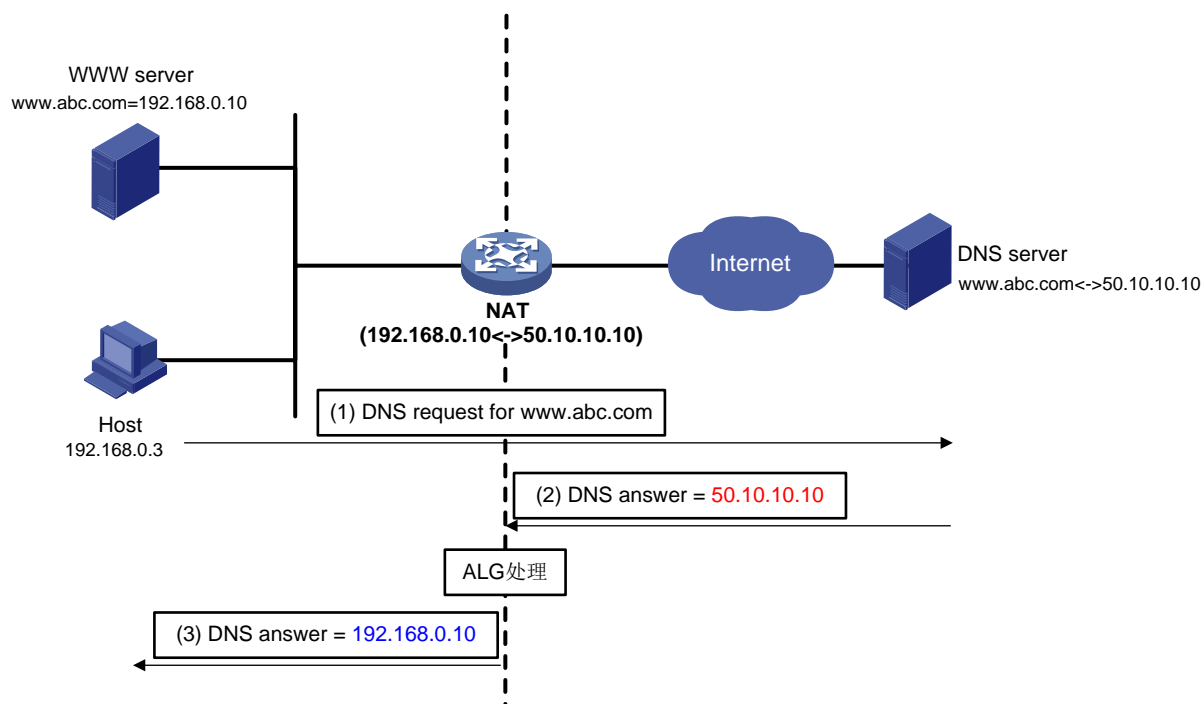 WWW server
www.abc.com=192.168.0.10
Internet
DNS server
www.abc.com<->50.10.10.10
NAT
(192.168.0.10<->50.10.10.10)
Host
192.168.0.3
(1) DNS request for www.abc.com
(2) DNS answer = 50.10.10.10
ALG处理
(3) DNS answer = 192.168.0.10